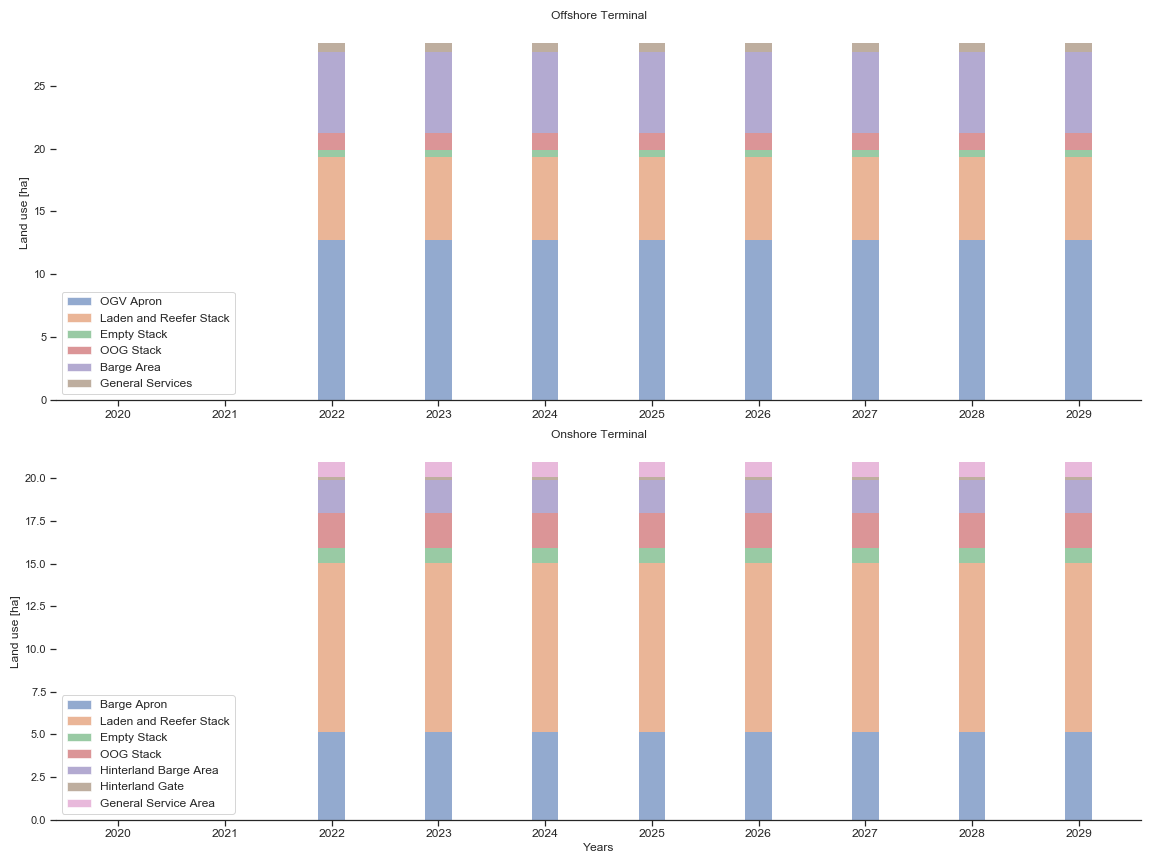 Offshore Terminal
Land use [ha]
25
20
15
10
5
0
OGV Apron
Laden and Reefer Stack
Empty Stack
OOG Stack
Barge Area
General Services
2020 2021 2022 2023 2024 2025 2026 2027 2028 2029
Onshore Terminal
Land use [ha]
20.0
17.5
15.0
12.5
10.0
7.5
5.0
2.5
0.0
Barge Apron
Laden and Reefer Stack
Empty Stack
OOG Stack
Hinterland Barge Area
Hinterland Gate
General Service Area
2020 2021 2022 2023 2024 2025 2026 2027 2028 2029
Years